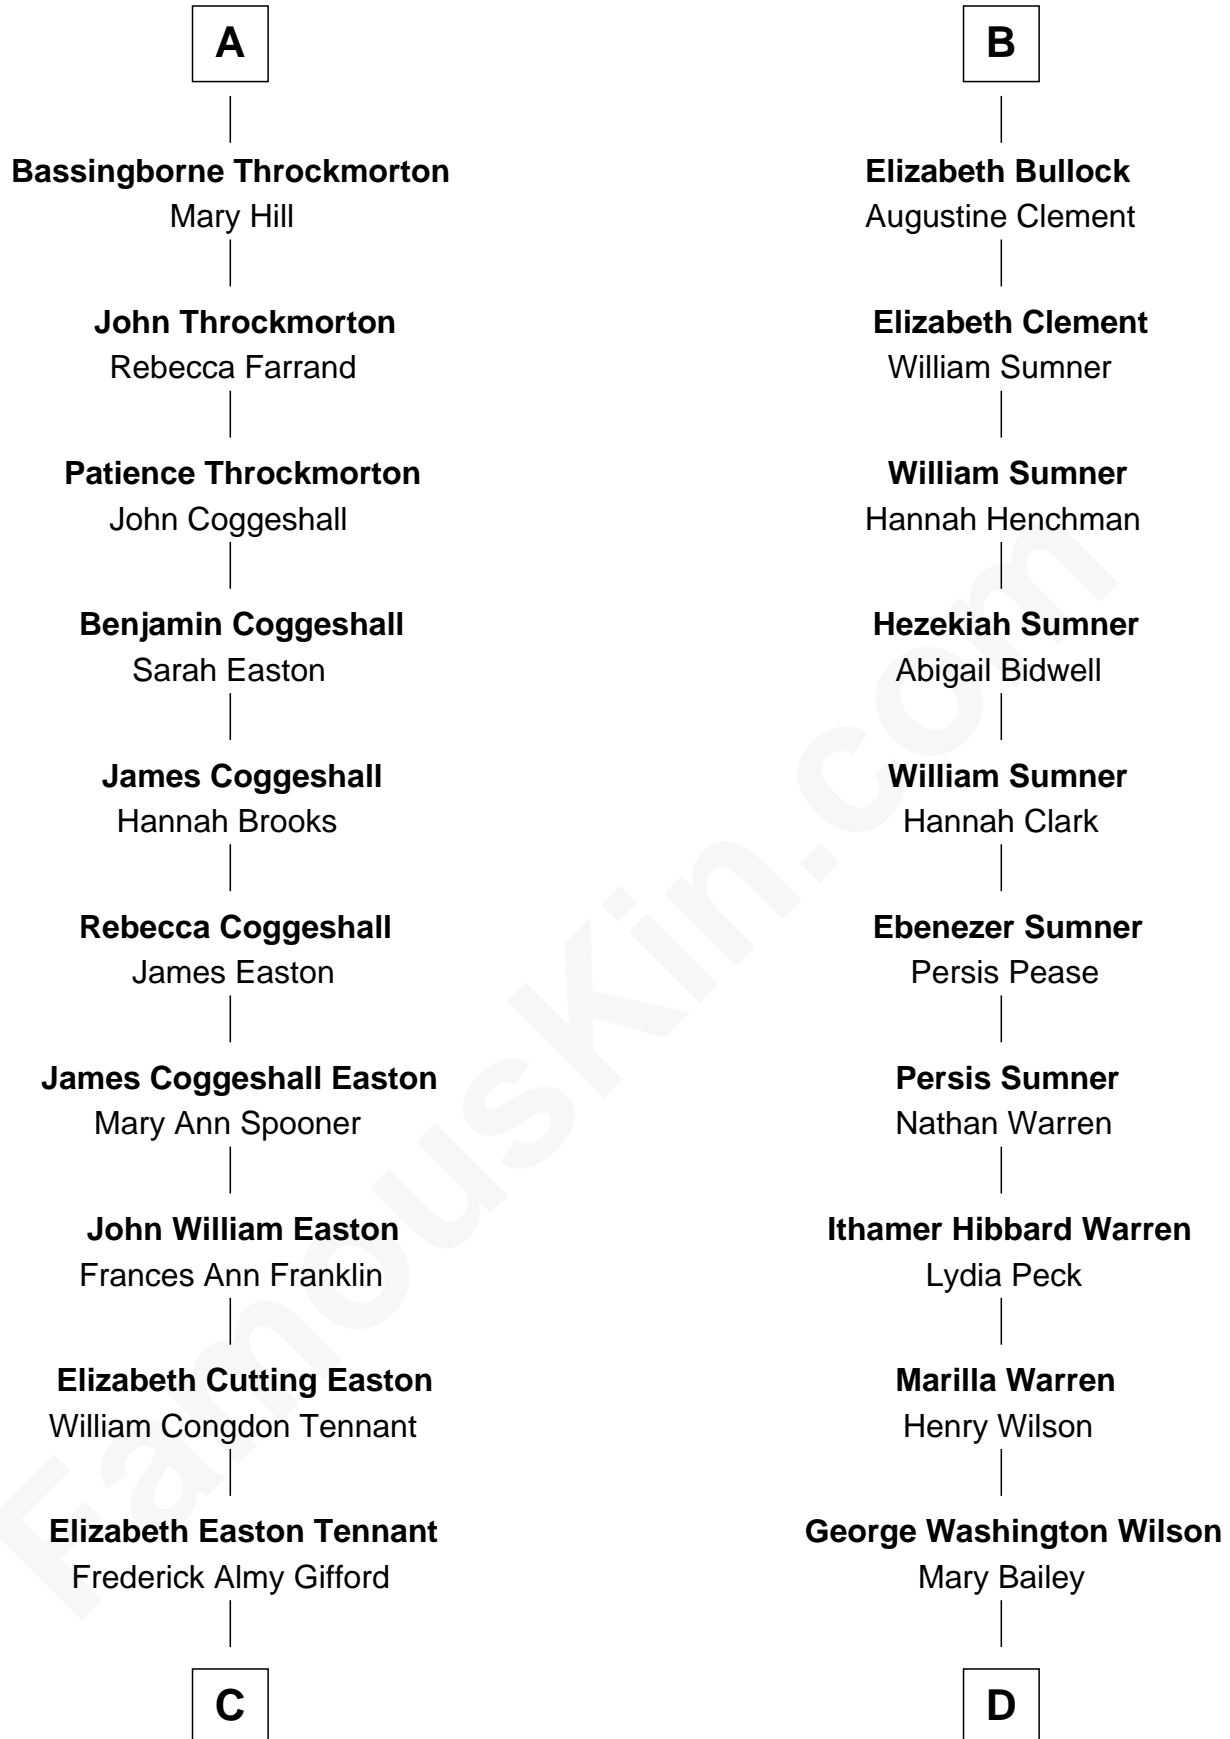 A
Bassingborne Throckmorton
Mary Hill
John Throckmorton
Rebecca Farrand
Patience Throckmorton
John Coggeshall
Benjamin Coggeshall
Sarah Easton
James Coggeshall
Hannah Brooks
Rebecca Coggeshall
James Easton
James Coggeshall Easton
Mary Ann Spooner
John William Easton
Frances Ann Franklin
Elizabeth Cutting Easton
William Congdon Tennant
Elizabeth Easton Tennant
Frederick Almy Gifford
C
B
Elizabeth Bullock
Augustine Clement
Elizabeth Clement
William Sumner
William Sumner
Hannah Henchman
Hezekiah Sumner
Abigail Bidwell
William Sumner
Hannah Clark
Ebenezer Sumner
Persis Pease
Persis Sumner
Nathan Warren
Ithamer Hibbard Warren
Lydia Peck
Marilla Warren
Henry Wilson
George Washington Wilson
Mary Bailey
D
FamousKin.com